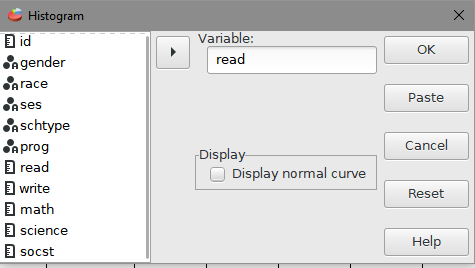 Histogram
id
gender
race
ses
schtype
prog
read
write
math
science
socst
Variable:
read
Display
Display normal curve
OK
Paste
Cancel
Reset
Help